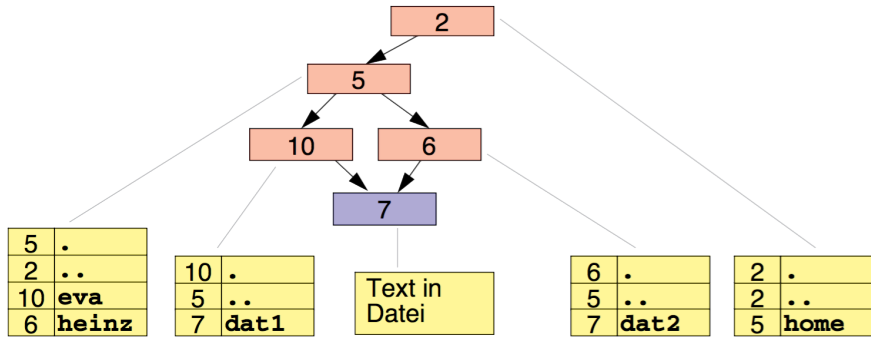 2
5
10 6
7
5 .
2 ..
10 eva
6 heinz
10 .
5 ..
7 dat1
Text in
Datei
6 .
5 ..
7 dat2
2 .
2 ..
5 home